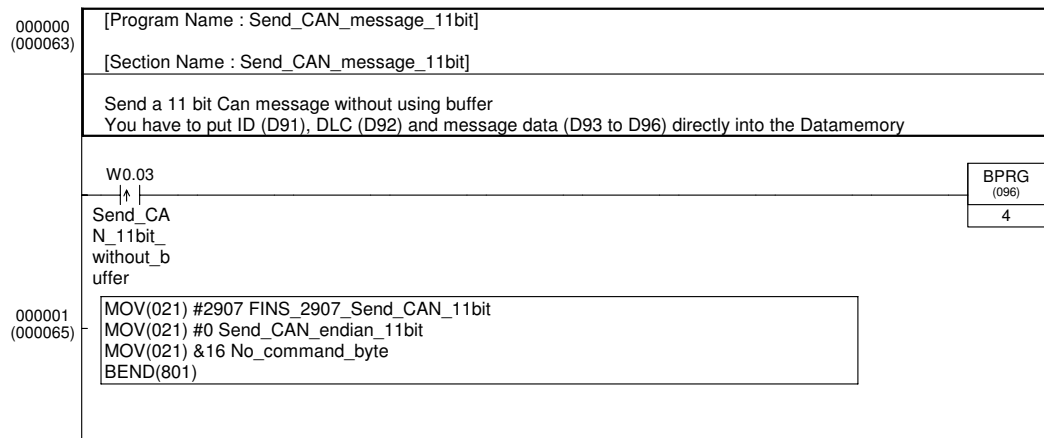 000000
(000063)
[Program Name : Send_CAN_message_11bit]
[Section Name : Send_CAN_message_11bit]
Send a 11 bit Can message without using buffer
You have to put ID (D91), DLC (D92) and message data (D93 to D96) directly into the Datamemory
W0.03
BPRG
(096)
4
Send_CA
N_11bit_
without_b
uffer
000001
(000065)
MOV(021) #2907 FINS_2907_Send_CAN_11bit
MOV(021) #0 Send_CAN_endian_11bit
MOV(021) &16 No_command_byte
BEND(801)